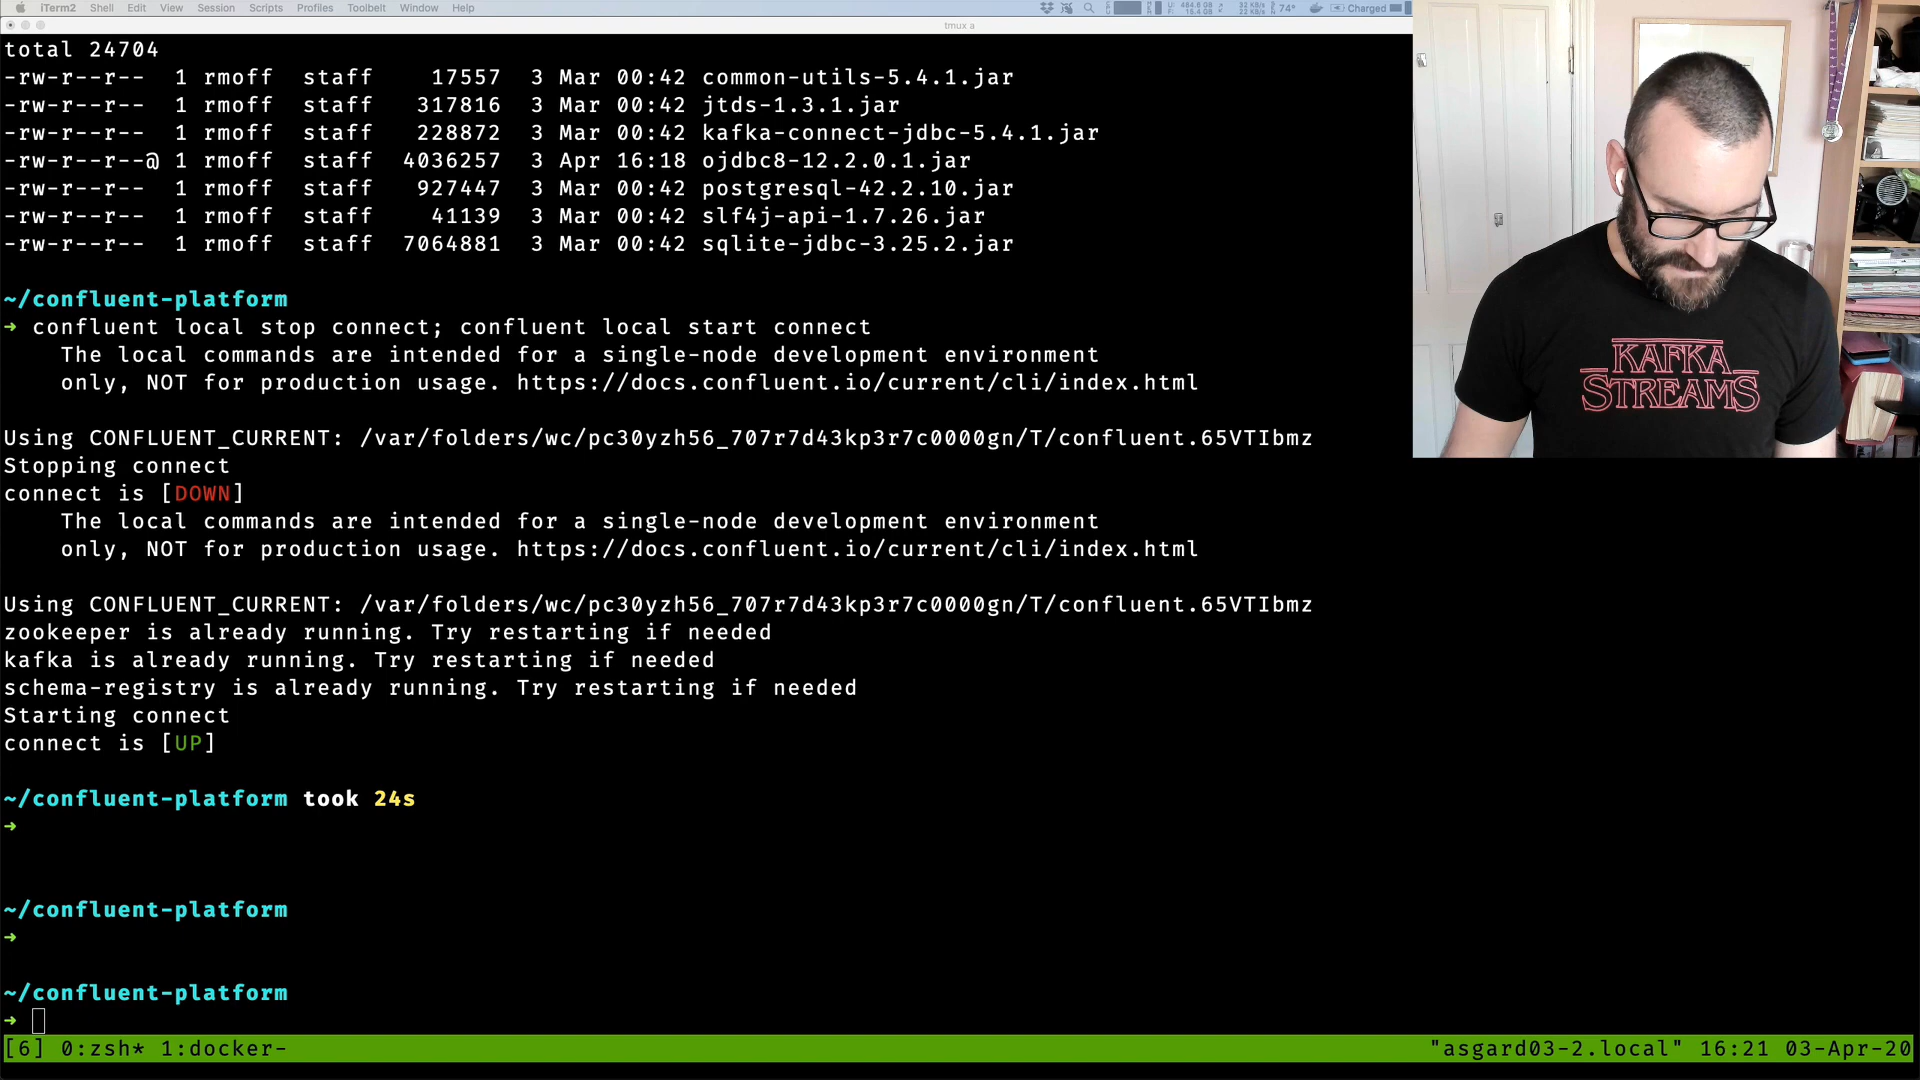 iTerm2 Shell Edit View Session Scripts Profiles Toolbelt Window Help 74° Charged
tmux a
total 24704
-rw-r--r-- 1 rmoff staff 17557 3 Mar 00:42 common-utils-5.4.1.jar
-rw-r--r-- 1 rmoff staff 317816 3 Mar 00:42 jtds-1.3.1.jar
-rw-r--r-- 1 rmoff staff 228872 3 Mar 00:42 kafka-connect-jdbc-5.4.1.jar
-rw-r--r--@ 1 rmoff staff 4036257 3 Apr 16:18 ojdbc8-12.2.0.1.jar
-rw-r--r-- 1 rmoff staff 927447 3 Mar 00:42 postgresql-42.2.10.jar
-rw-r--r-- 1 rmoff staff 41139 3 Mar 00:42 slf4j-api-1.7.26.jar
-rw-r--r-- 1 rmoff staff 7064881 3 Mar 00:42 sqlite-jdbc-3.25.2.jar
~/confluent-platform
➜ confluent local stop connect; confluent local start connect
The local commands are intended for a single-node development environment
only, NOT for production usage. https://docs.confluent.io/current/cli/index.html
Using CONFLUENT_CURRENT: /var/folders/wc/pc30yzh56_707r7d43kp3r7c0000gn/T/confluent.65VTIbmz
Stopping connect
connect is [DOWN]
The local commands are intended for a single-node development environment
only, NOT for production usage. https://docs.confluent.io/current/cli/index.html
Using CONFLUENT_CURRENT: /var/folders/wc/pc30yzh56_707r7d43kp3r7c0000gn/T/confluent.65VTIbmz
zookeeper is already running. Try restarting if needed
kafka is already running. Try restarting if needed
schema-registry is already running. Try restarting if needed
Starting connect
connect is [UP]
~/confluent-platform took 24s
➜
~/confluent-platform
➜
~/confluent-platform
➜
[6] 0:zsh* 1:docker- "asgard03-2.local" 16:21 03-Apr-20
KAFKA
STREAMS